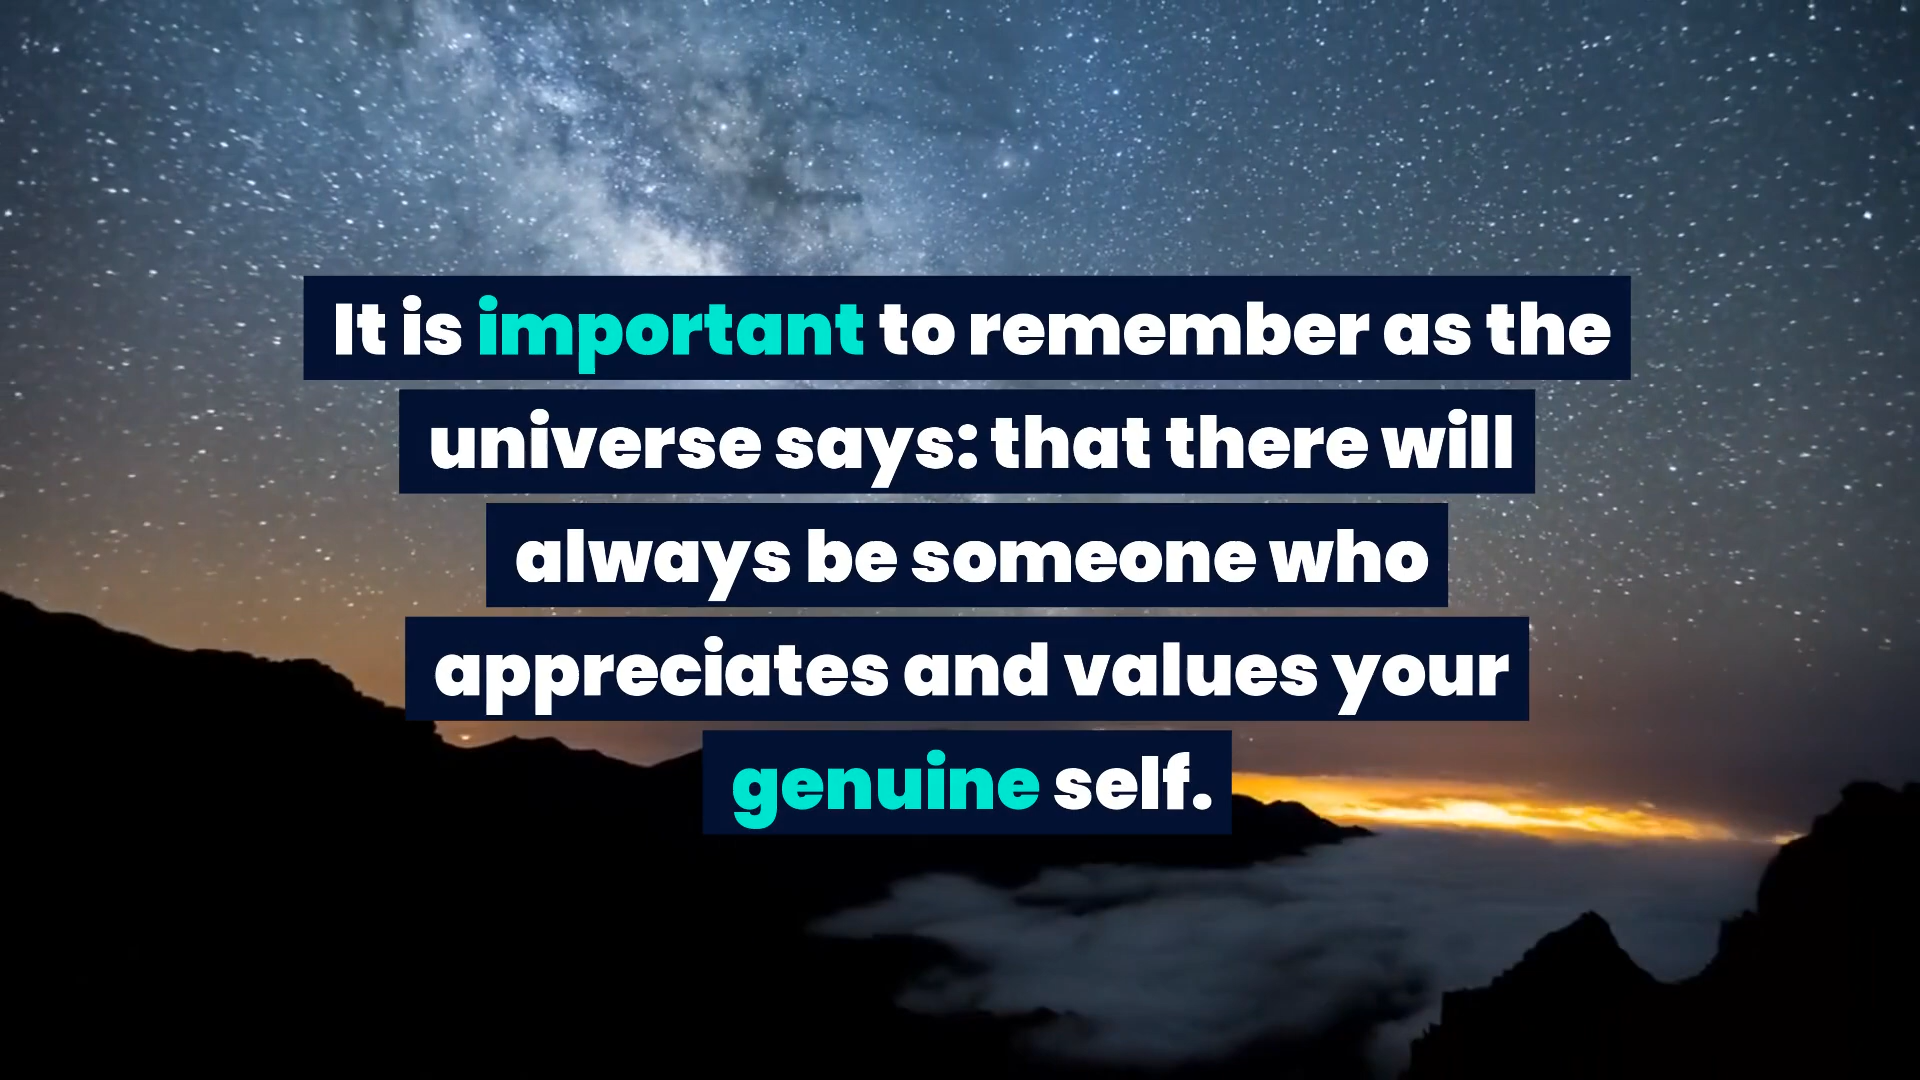 It is important to remember as the
universe says: that there will
always be someone who
appreciates and values your
genuine self.